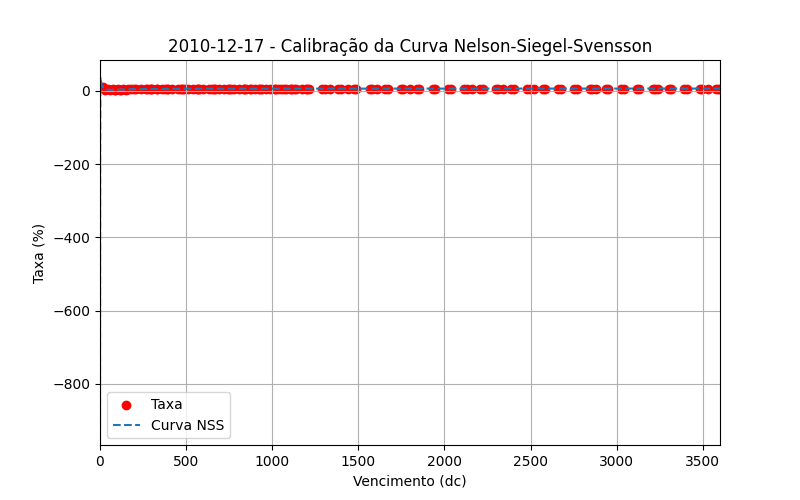 2010-12-17 - Calibração da Curva Nelson-Siegel-Svensson
Taxa (%)
0
−200
−400
−600
−800
Taxa
Curva NSS
0 500 1000 1500 2000 2500 3000 3500
Vencimento (dc)